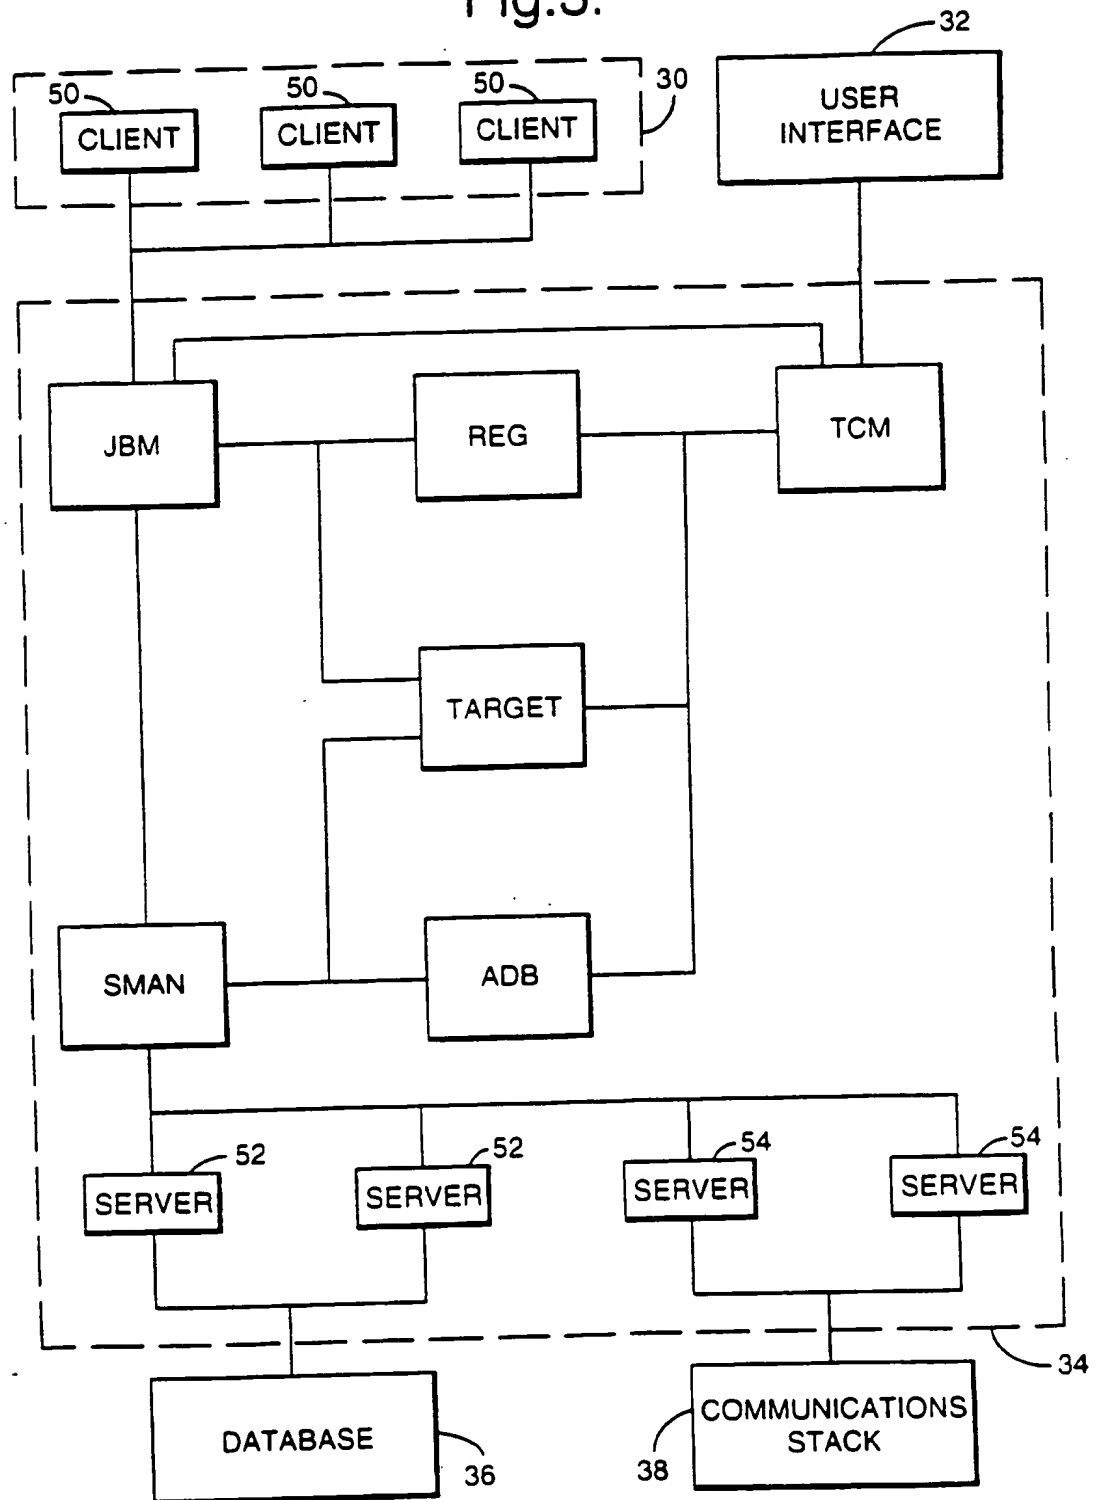 Fig.3.
32
50
50
50
30
CLIENT
CLIENT
CLIENT
USER
INTERFACE
JBM
REG
TCM
TARGET
SMAN
ADB
52
52
54
54
SERVER
SERVER
SERVER
SERVER
34
DATABASE
36
COMMUNICATIONS
STACK
38